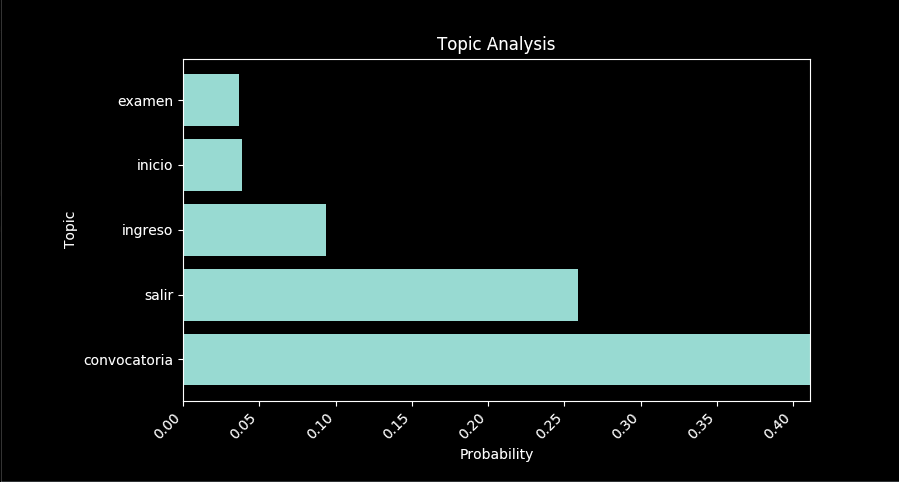 Topic Analysis
examen
inicio
ingreso
Topic
salir
convocatoria
0.00 0.05 0.10 0.15 0.20 0.25 0.30 0.35 0.40
Probability